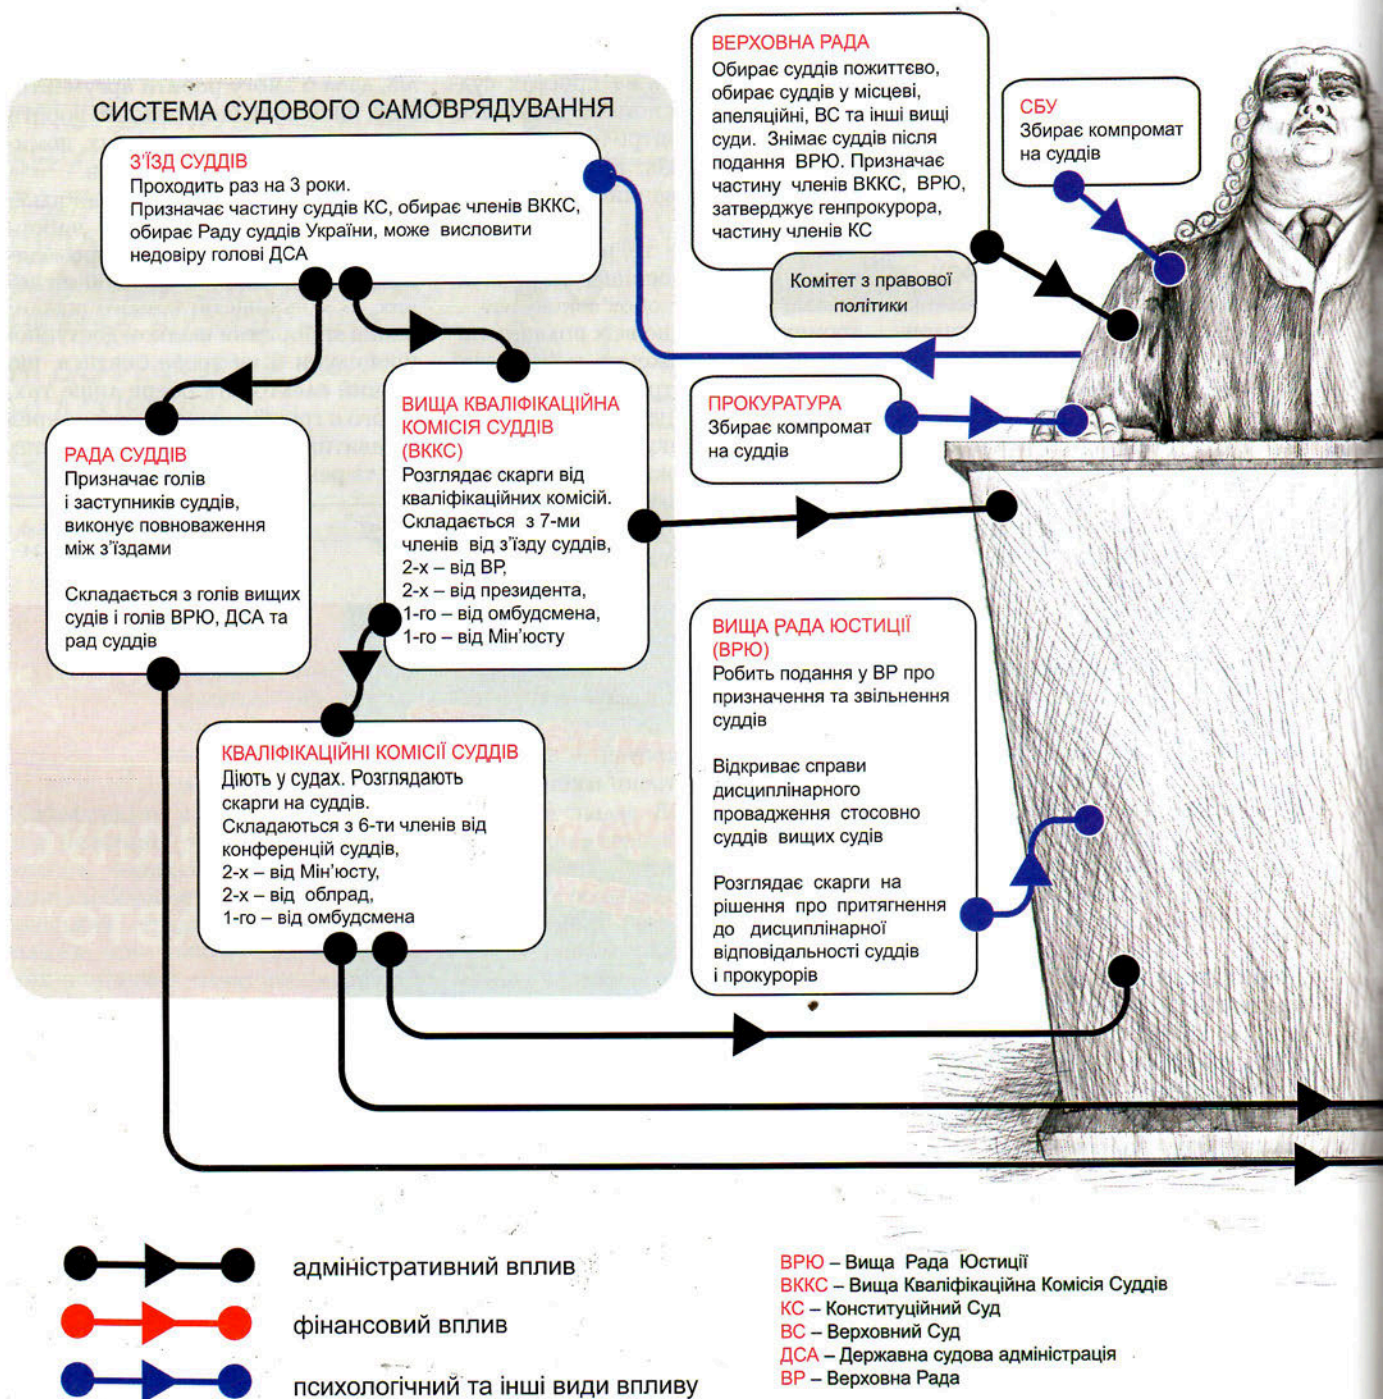 СИСТЕМА СУДОВОГО САМОВРЯДУВАННЯ
З'ЇЗД СУДДІВ
Проходить раз на 3 роки.
Призначає частину суддів КС, обирає членів ВККС,
обирає Раду суддів України, може висловити
недовіру голові ДСА
РАДА СУДДІВ
Призначає голів
і заступників суддів,
виконує повноваження
між з'їздами
Складається з голів вищих
судів і голів ВРЮ, ДСА та
рад суддів
ВИЩА КВАЛІФІКАЦІЙНА
КОМІСІЯ СУДДІВ
(ВККС)
Розглядає скарги від
кваліфікаційних комісій.
Складається з 7-ми
членів від з'їзду суддів,
2-х – від ВР,
2-х – від президента,
1-го – від омбудсмена,
1-го – від Мін'юсту
КВАЛІФІКАЦІЙНІ КОМІСІЇ СУДДІВ
Діють у судах. Розглядають
скарги на суддів.
Складаються з 6-ти членів від
конференцій суддів,
2-х – від Мін'юсту,
2-х – від облрад,
1-го – від омбудсмена
ВЕРХОВНА РАДА
Обирає суддів пожиттєво,
обирає суддів у місцеві,
апеляційні, ВС та інші вищі
суди. Знімає суддів після
подання ВРЮ. Призначає
частину членів ВККС, ВРЮ,
затверджує генпрокурора,
частину членів КС
Комітет з правової
політики
СБУ
Збирає компромат
на суддів
ПРОКУРАТУРА
Збирає компромат
на суддів
ВИЩА РАДА ЮСТИЦІЇ
(ВРЮ)
Робить подання у ВР про
призначення та звільнення
суддів
Відкриває справи
дисциплінарного
провадження стосовно
суддів вищих судів
Розглядає скарги на
рішення про притягнення
до дисциплінарної
відповідальності суддів
і прокурорів
адміністративний вплив
фінансовий вплив
психологічний та інші види впливу
ВРЮ – Вища Рада Юстиції
ВККС – Вища Кваліфікаційна Комісія Суддів
КС – Конституційний Суд
ВС – Верховний Суд
ДСА – Державна судова адміністрація
ВР – Верховна Рада